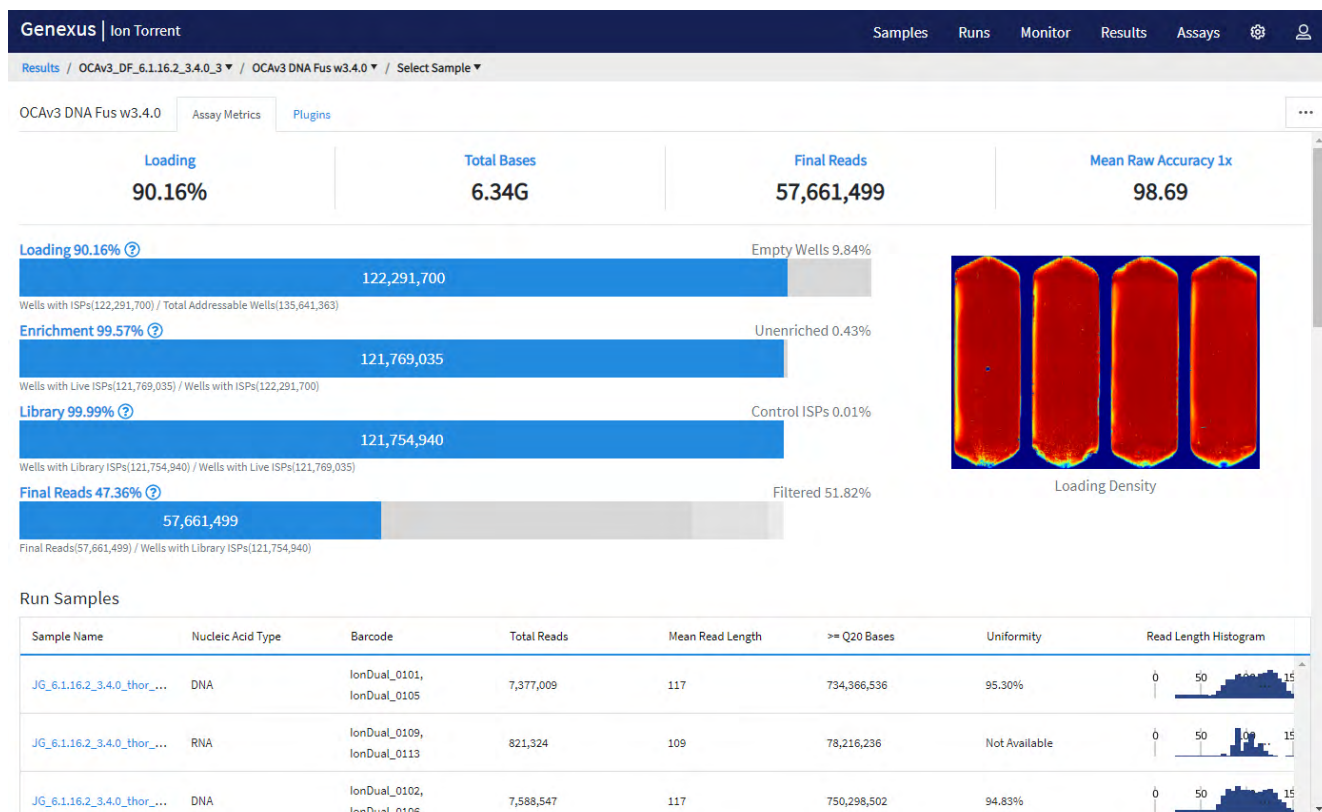 Genexus | Ion Torrent
Samples Runs Monitor Results Assays
Results / OCAv3_DF_6.1.16.2_3.4.0_3 / OCAv3 DNA Fus w3.4.0 / Select Sample
OCAv3 DNA Fus w3.4.0 Assay Metrics Plugins
...
Loading Total Bases Final Reads Mean Raw Accuracy 1x
90.16% 6.34G 57,661,499 98.69
Loading 90.16% ? Empty Wells 9.84%
122,291,700
Wells with ISPs(122,291,700) / Total Addressable Wells(135,641,363)
Enrichment 99.57% ? Unenriched 0.43%
121,769,035
Wells with Live ISPs(121,769,035) / Wells with ISPs(122,291,700)
Library 99.99% ? Control ISPs 0.01%
121,754,940
Wells with Library ISPs(121,754,940) / Wells with Live ISPs(121,769,035)
Final Reads 47.36% ? Filtered 51.82%
57,661,499
Final Reads(57,661,499) / Wells with Library ISPs(121,754,940)
Loading Density
Run Samples
Sample Name Nucleic Acid Type Barcode Total Reads Mean Read Length >= Q20 Bases Uniformity Read Length Histogram
JG_6.1.16.2_3.4.0_thor_... DNA IonDual_0101, IonDual_0105 7,377,009 117 734,366,536 95.30% 0 50 100 15
JG_6.1.16.2_3.4.0_thor_... RNA IonDual_0109, IonDual_0113 821,324 109 78,216,236 Not Available 0 50 100 15
JG_6.1.16.2_3.4.0_thor_... DNA IonDual_0102, IonDual_0106 7,588,547 117 750,298,502 94.83% 0 50 100 15